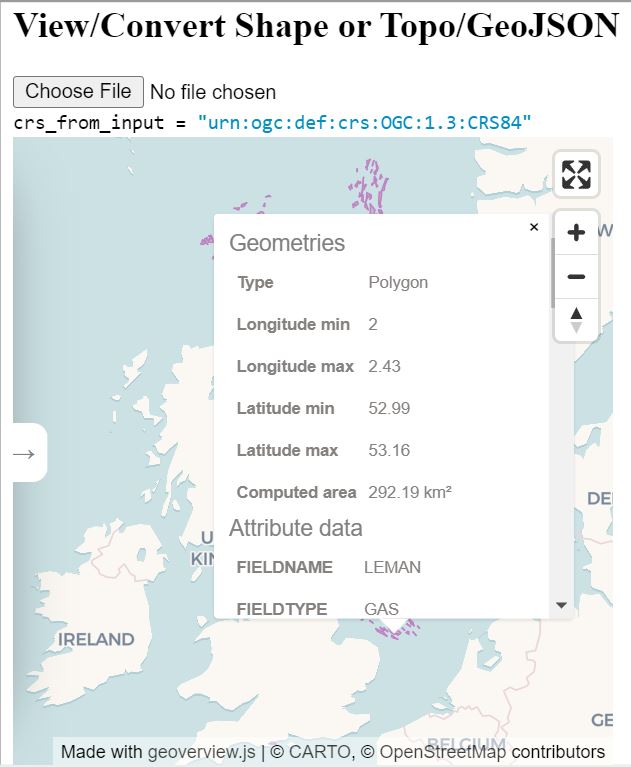 View/Convert Shape or Topo/GeoJSON
Choose File No file chosen
crs_from_input = "urn:ogc:def:crs:OGC:1.3:CRS84"
×
Geometries
Type Polygon
Longitude min 2
Longitude max 2.43
Latitude min 52.99
Latitude max 53.16
Computed area 292.19 km²
Attribute data
FIELDNAME LEMAN
FIELDTYPE GAS
+
−
→
W
DE
U
KIN
IRELAND
GE
BELGIUM
Made with geoverview.js | © CARTO, © OpenStreetMap contributors